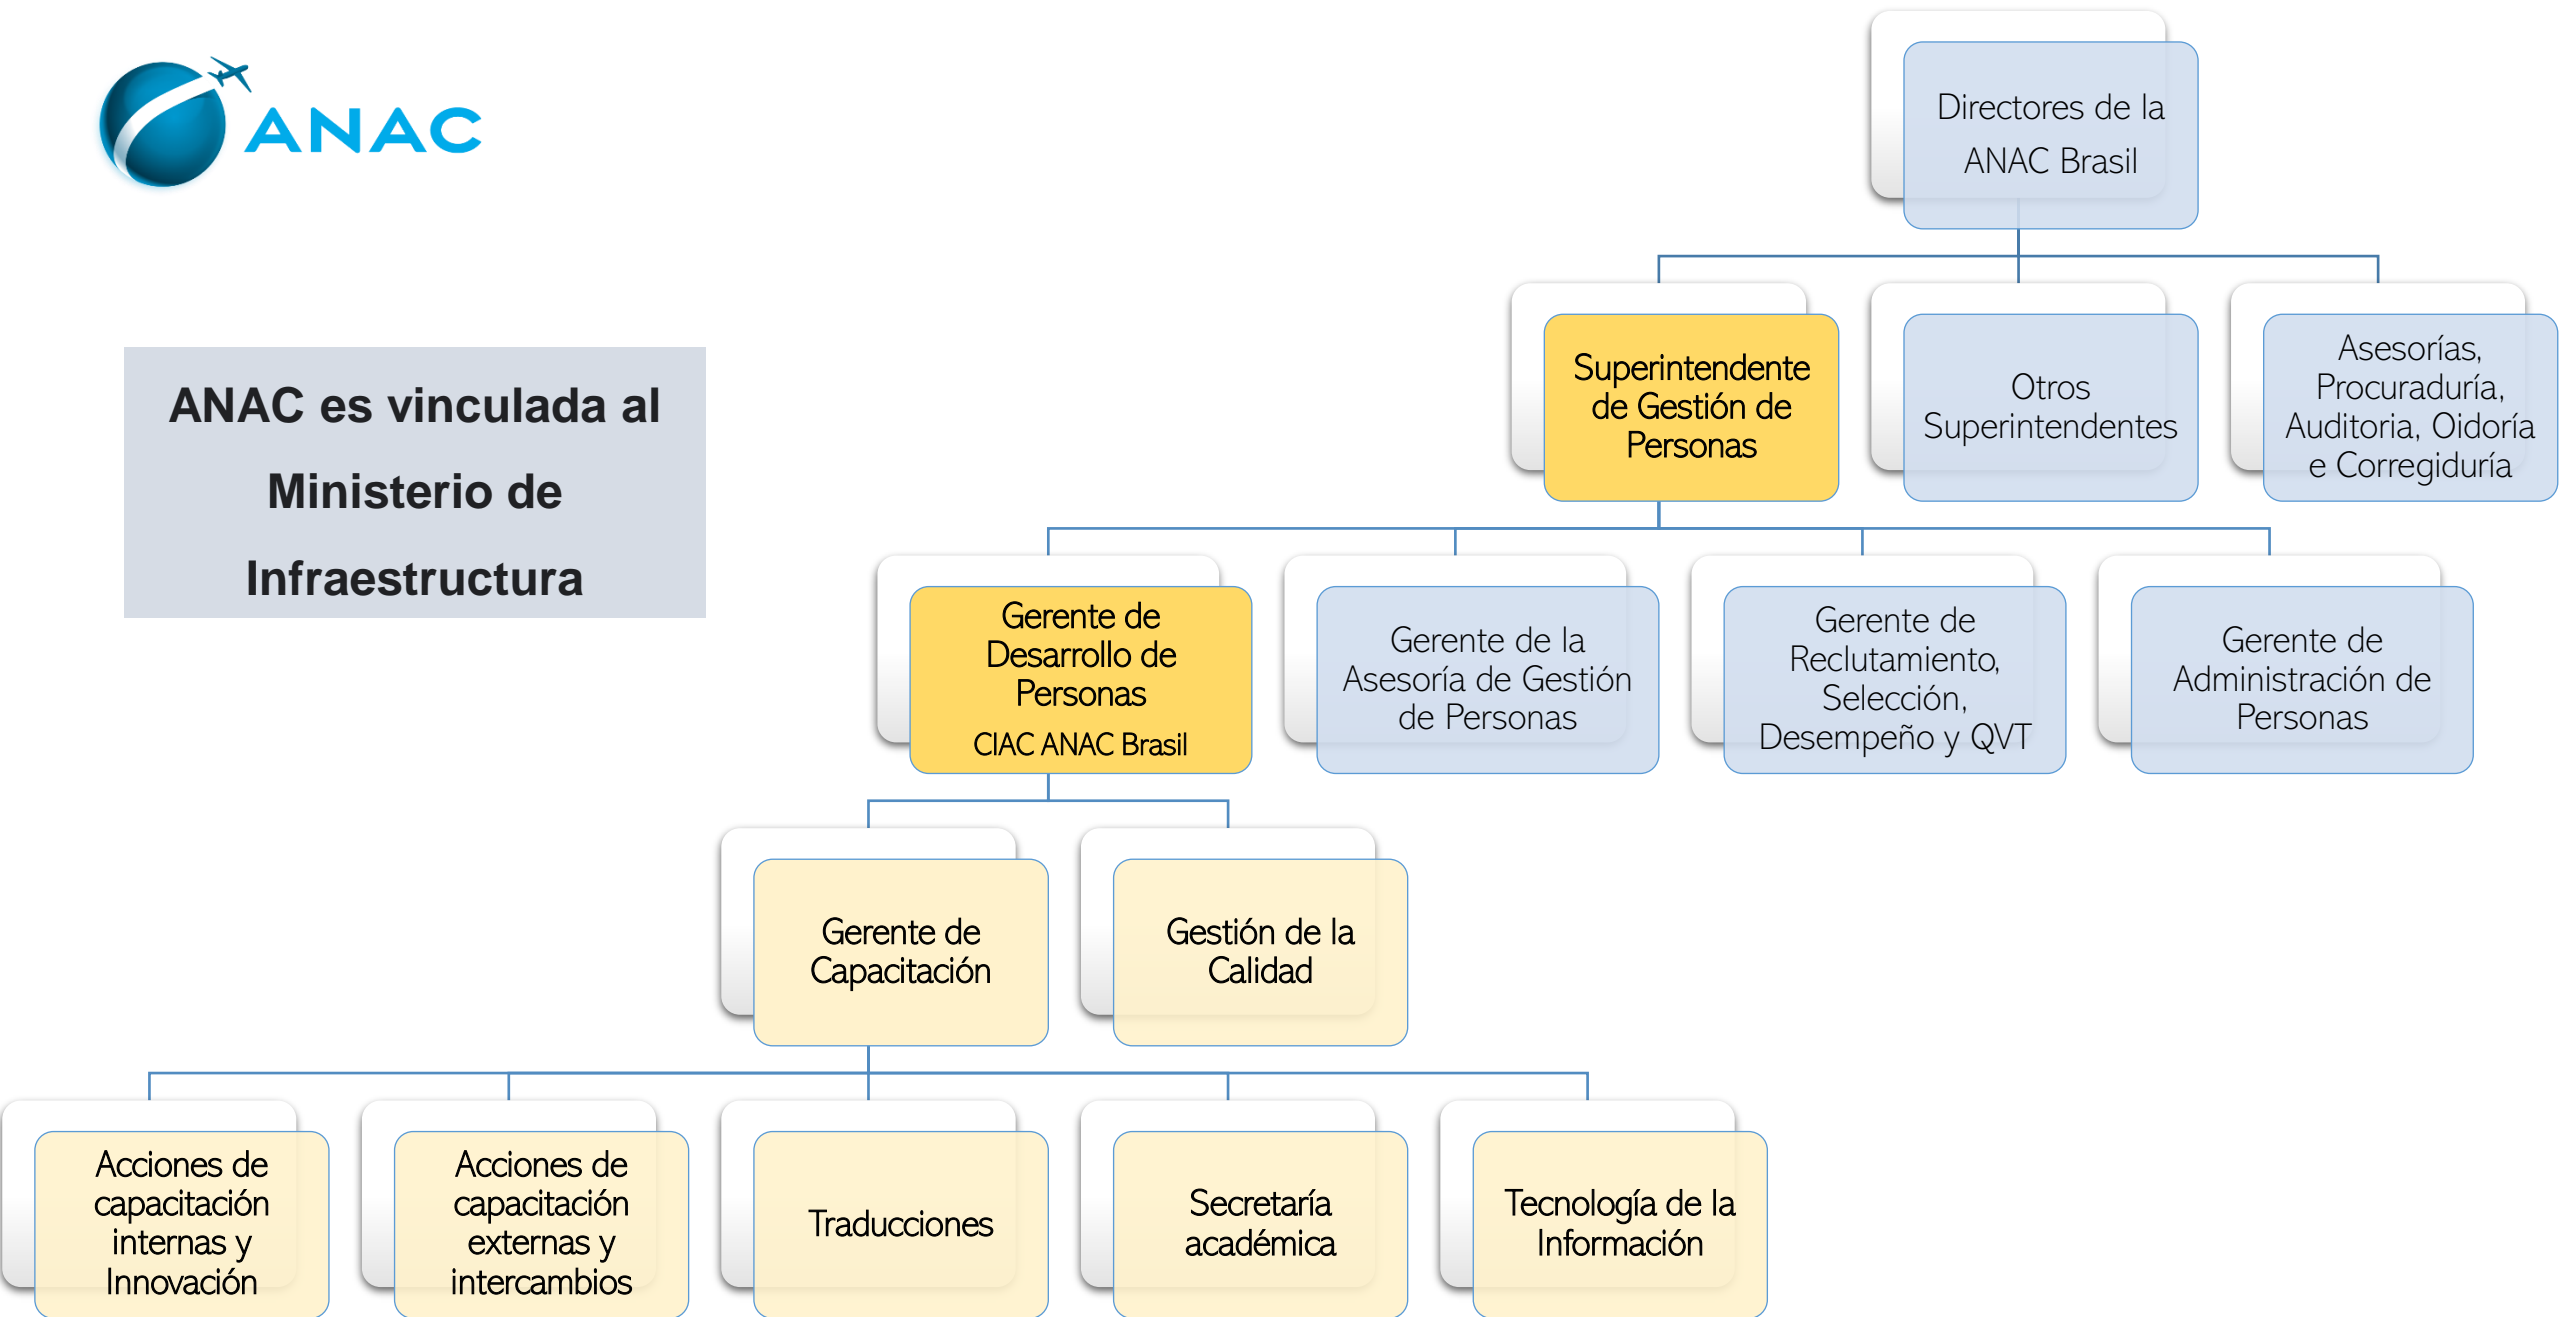 ANAC
ANAC es vinculada al
Ministerio de
Infraestructura
Directores de la
ANAC Brasil
Superintendente
de Gestión de
Personas
Otros
Superintendentes
Asesorías,
Procuraduría,
Auditoria, Oidoría
e Corregiduría
Gerente de
Desarrollo de
Personas
CIAC ANAC Brasil
Gerente de la
Asesoría de Gestión
de Personas
Gerente de
Reclutamiento,
Selección,
Desempeño y QVT
Gerente de
Administración de
Personas
Gerente de
Capacitación
Gestión de la
Calidad
Acciones de
capacitación
internas y
Innovación
Acciones de
capacitación
externas y
intercambios
Traducciones
Secretaría
académica
Tecnología de la
Información